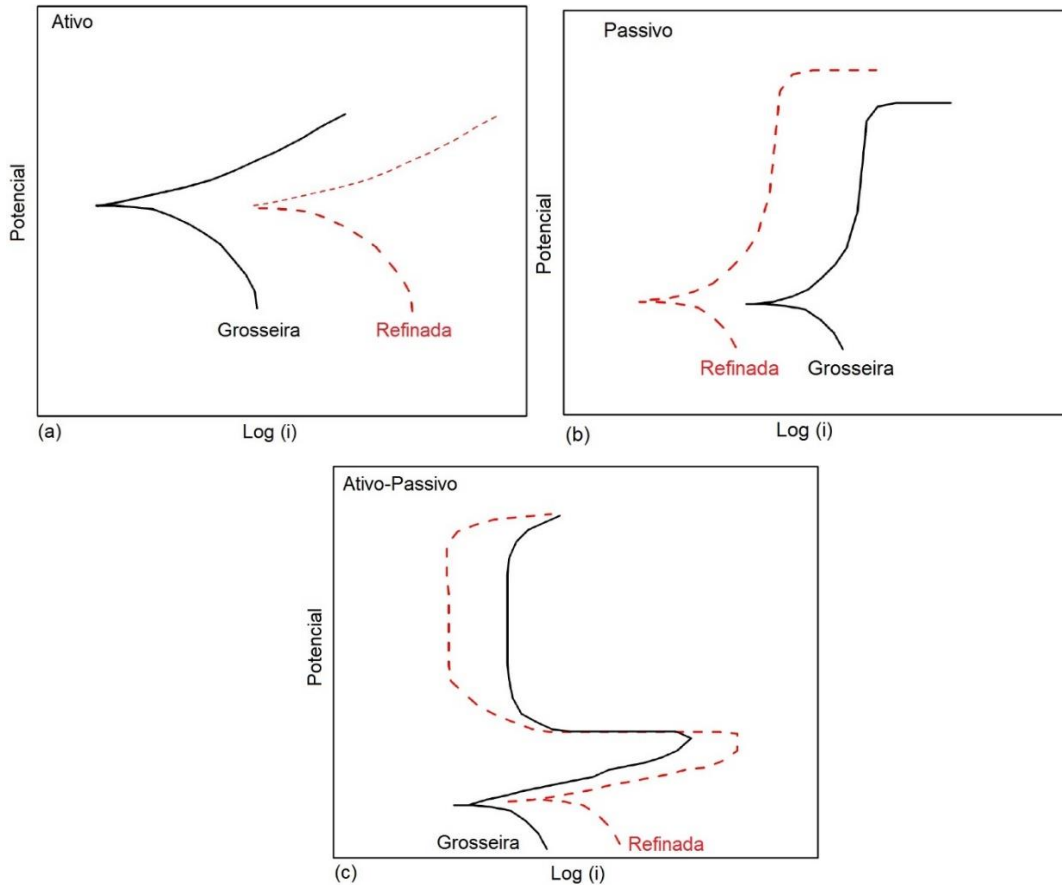 Ativo
Potencial
Grosseira
Refinada
(a)
Log (i)
Passivo
Potencial
Refinada
Grosseira
(b)
Log (i)
Ativo-Passivo
Potencial
Grosseira
Refinada
(c)
Log (i)